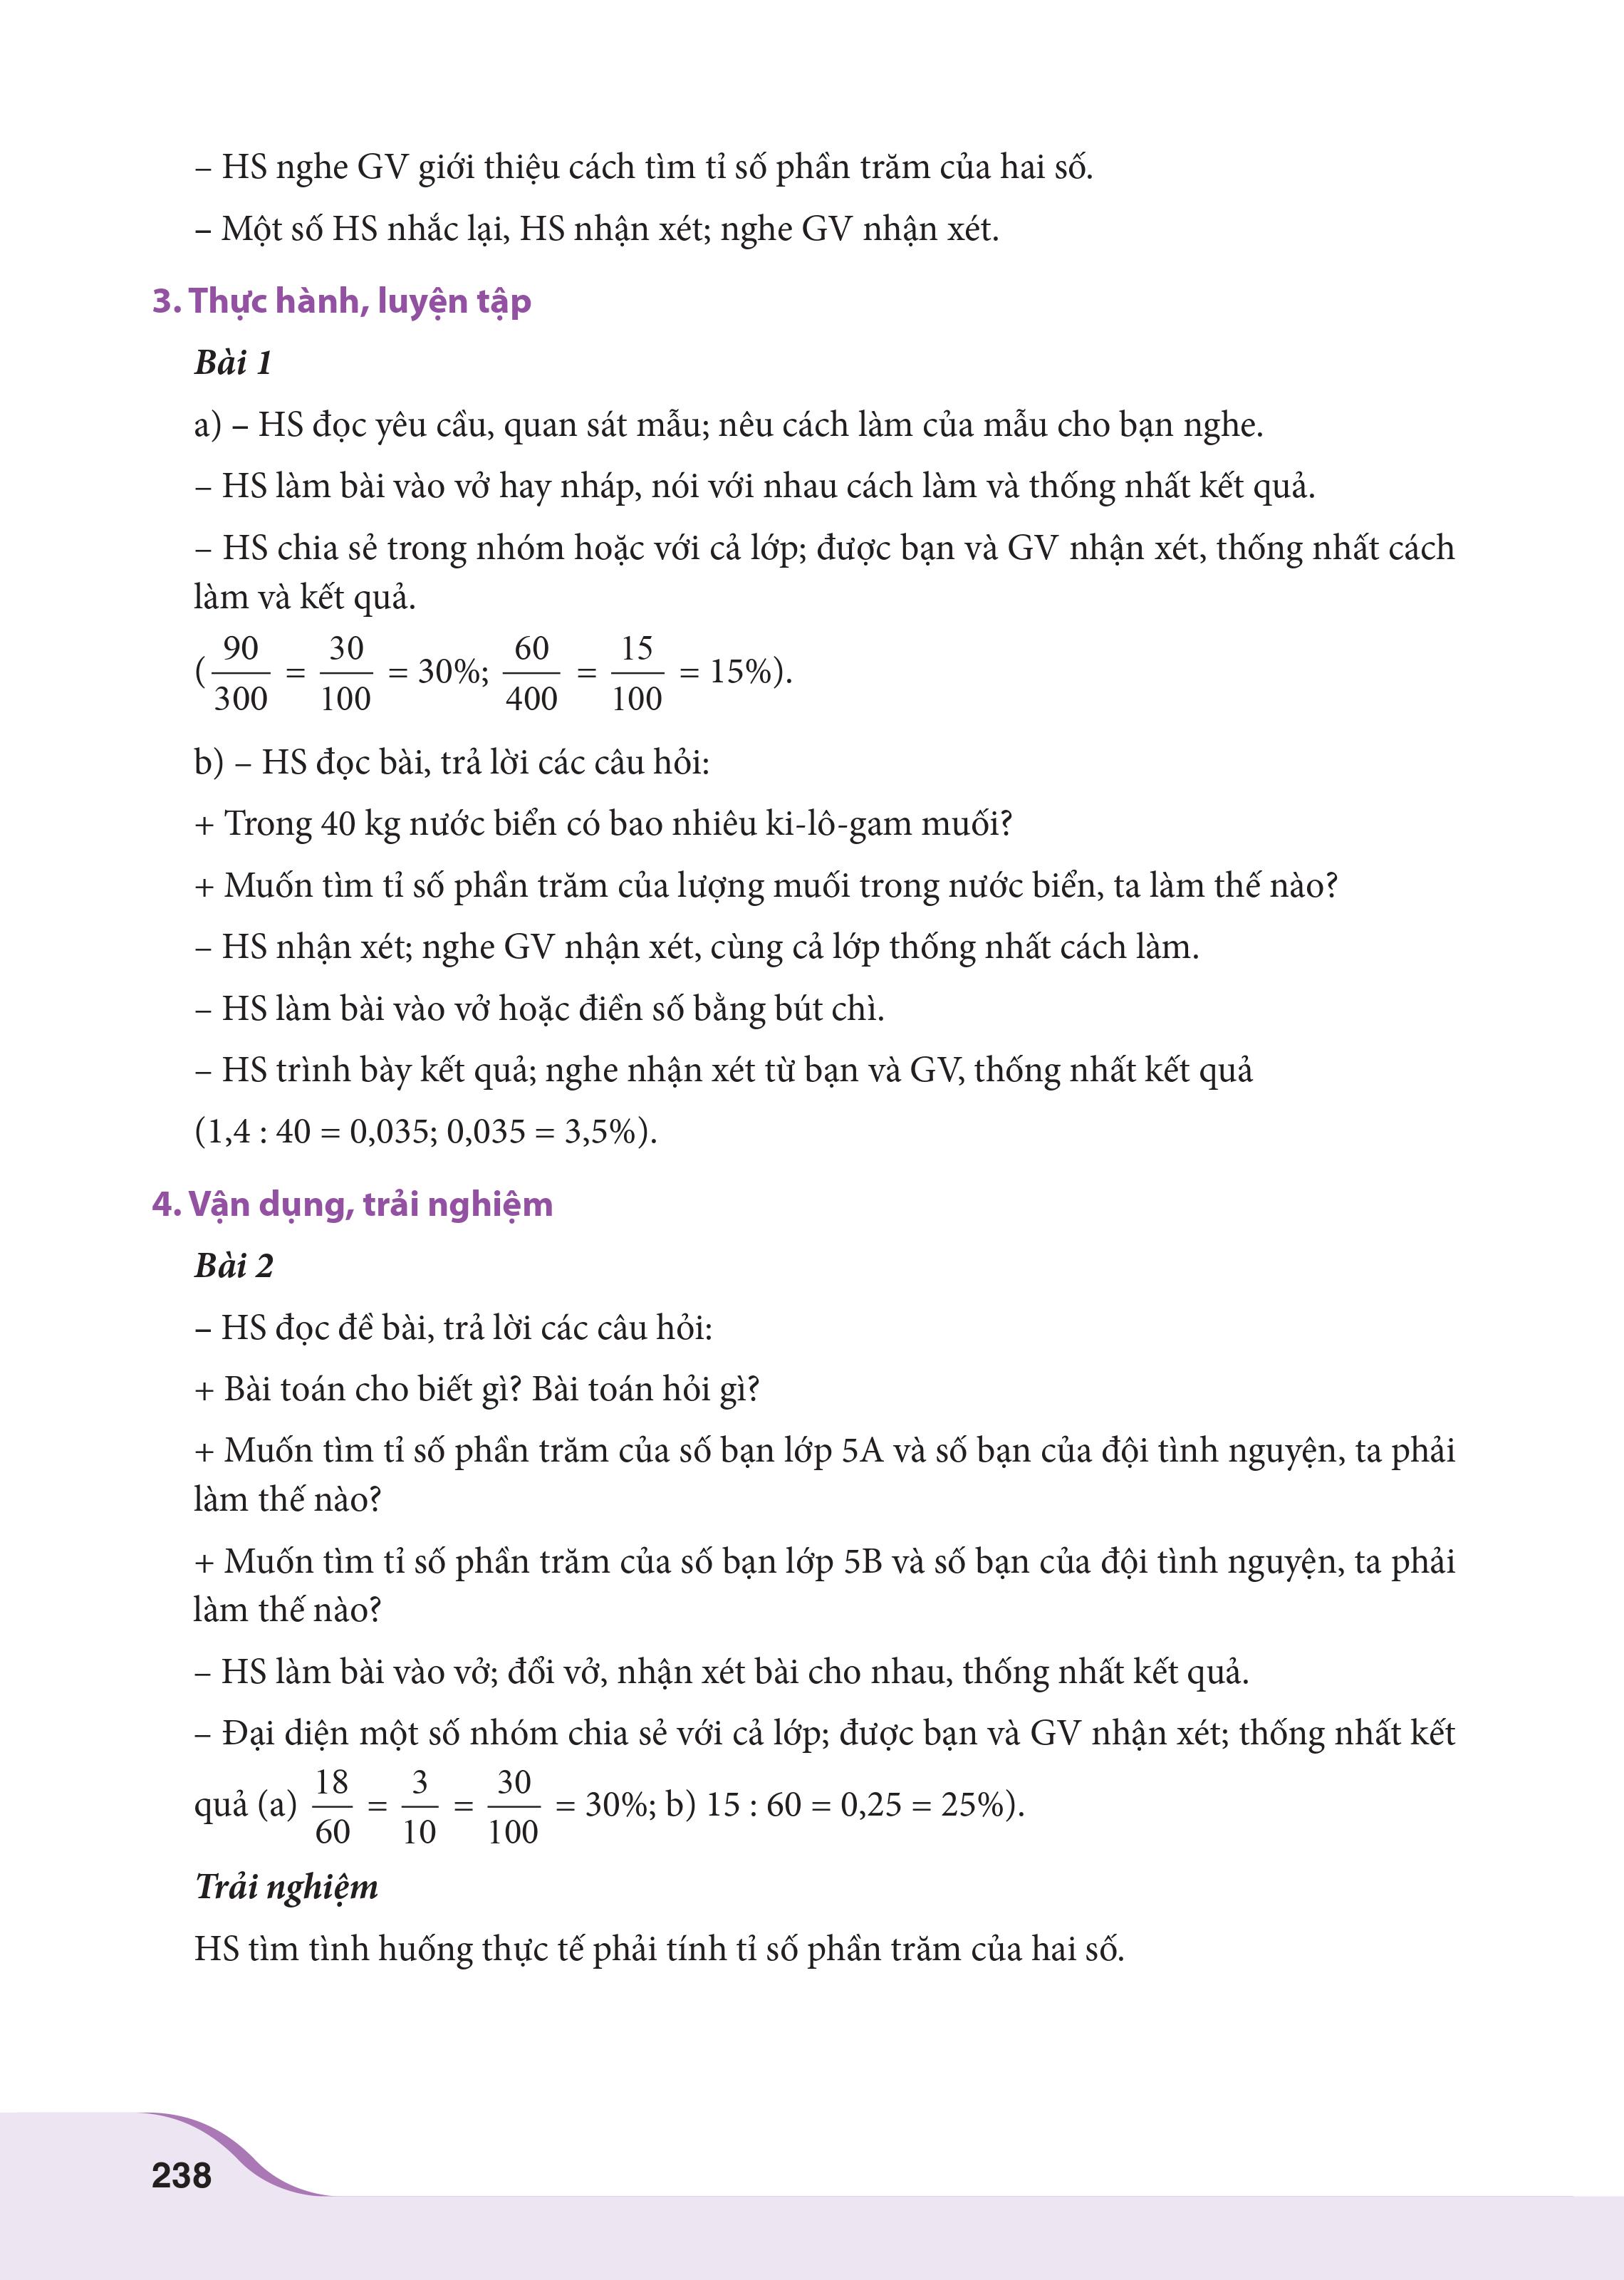 – HS nghe GV giới thiệu cách tìm tỉ số phần trăm của hai số.
– Một số HS nhắc lại, HS nhận xét; nghe GV nhận xét.
3. Thực hành, luyện tập
Bài 1
a) – HS đọc yêu cầu, quan sát mẫu; nêu cách làm của mẫu cho bạn nghe.
– HS làm bài vào vở hay nháp, nói với nhau cách làm và thống nhất kết quả.
– HS chia sẻ trong nhóm hoặc với cả lớp; được bạn và GV nhận xét, thống nhất cách
làm và kết quả.
(90/300 = 30/100 = 30%; 60/400 = 15/100 = 15%).
b) – HS đọc bài, trả lời các câu hỏi:
+ Trong 40 kg nước biển có bao nhiêu ki-lô-gam muối?
+ Muốn tìm tỉ số phần trăm của lượng muối trong nước biển, ta làm thế nào?
– HS nhận xét; nghe GV nhận xét, cùng cả lớp thống nhất cách làm.
– HS làm bài vào vở hoặc điền số bằng bút chì.
– HS trình bày kết quả; nghe nhận xét từ bạn và GV, thống nhất kết quả
(1,4 : 40 = 0,035; 0,035 = 3,5%).
4. Vận dụng, trải nghiệm
Bài 2
– HS đọc đề bài, trả lời các câu hỏi:
+ Bài toán cho biết gì? Bài toán hỏi gì?
+ Muốn tìm tỉ số phần trăm của số bạn lớp 5A và số bạn của đội tình nguyện, ta phải
làm thế nào?
+ Muốn tìm tỉ số phần trăm của số bạn lớp 5B và số bạn của đội tình nguyện, ta phải
làm thế nào?
– HS làm bài vào vở; đổi vở, nhận xét bài cho nhau, thống nhất kết quả.
– Đại diện một số nhóm chia sẻ với cả lớp; được bạn và GV nhận xét; thống nhất kết
quả (a) 18/60 = 3/10 = 30/100 = 30%; b) 15 : 60 = 0,25 = 25%).
Trải nghiệm
HS tìm tình huống thực tế phải tính tỉ số phần trăm của hai số.
238